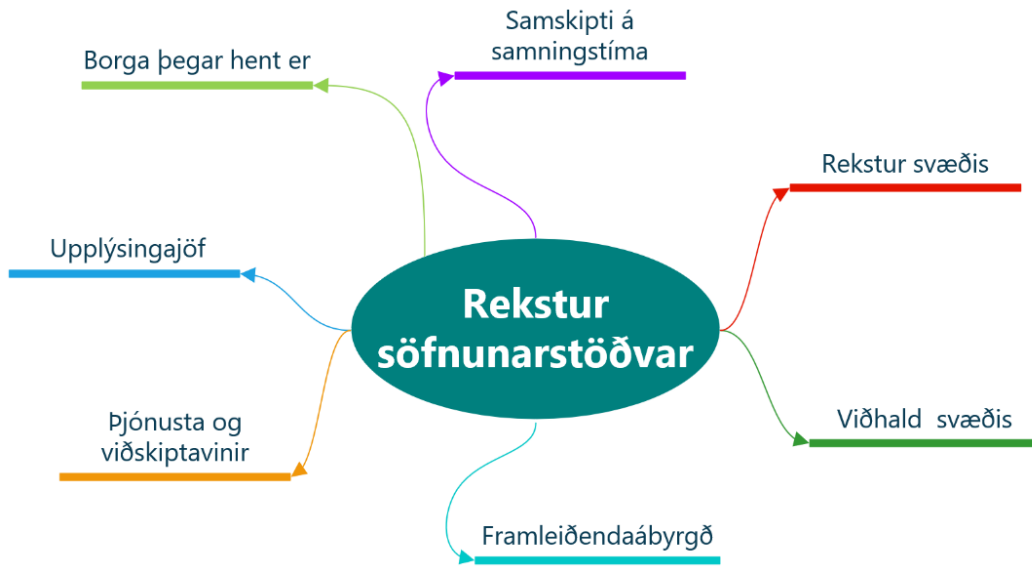 Samskipti á
samningstíma
Borga þegar hent er
Rekstur svæðis
Upplýsingajöf
Rekstur
söfnunarstöðvar
Þjónusta og
viðskiptavinir
Viðhald  svæðis
Framleiðendaábyrgð